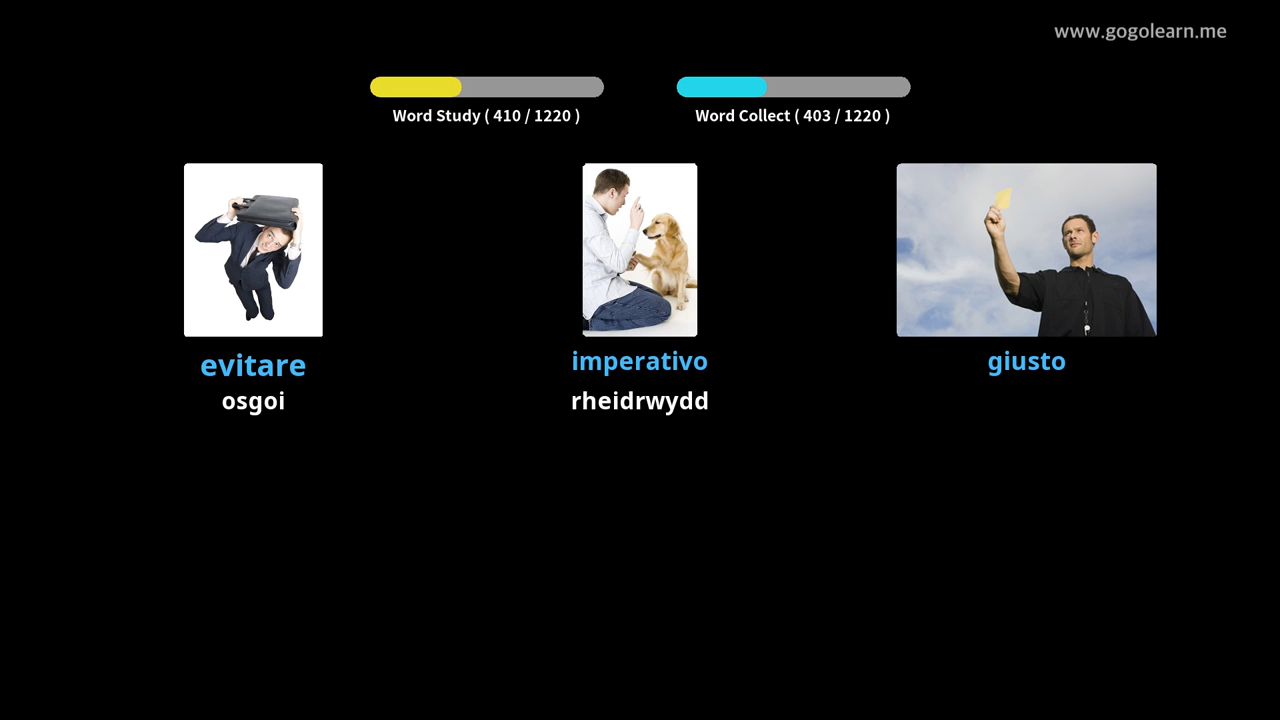 www.gogolearn.me
Word Study ( 410 / 1220 )
Word Collect ( 403 / 1220 )
evitare
osgoi
imperativo
rheidrwydd
giusto